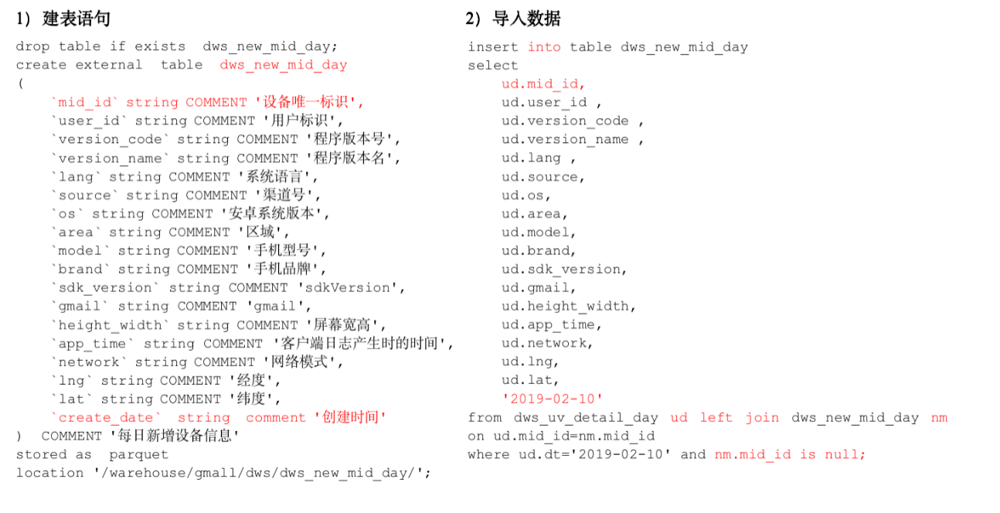 1) 建表语句
drop table if exists dws_new_mid_day;
create external table dws_new_mid_day
(
`mid_id` string COMMENT '设备唯一标识',
`user_id` string COMMENT '用户标识',
`version_code` string COMMENT '程序版本号',
`version_name` string COMMENT '程序版本名',
`lang` string COMMENT '系统语言',
`source` string COMMENT '渠道号',
`os` string COMMENT '安卓系统版本',
`area` string COMMENT '区域',
`model` string COMMENT '手机型号',
`brand` string COMMENT '手机品牌',
`sdk_version` string COMMENT 'sdkVersion',
`gmail` string COMMENT 'gmail',
`height_width` string COMMENT '屏幕宽高',
`app_time` string COMMENT '客户端日志产生时的时间',
`network` string COMMENT '网络模式',
`lng` string COMMENT '经度',
`lat` string COMMENT '纬度',
`create_date` string comment '创建时间'
) COMMENT '每日新增设备信息'
stored as parquet
location '/warehouse/gmall/dws/dws_new_mid_day/';
2) 导入数据
insert into table dws_new_mid_day
select
ud.mid_id,
ud.user_id ,
ud.version_code ,
ud.version_name ,
ud.lang ,
ud.source,
ud.os,
ud.area,
ud.model,
ud.brand,
ud.sdk_version,
ud.gmail,
ud.height_width,
ud.app_time,
ud.network,
ud.lng,
ud.lat,
'2019-02-10'
from dws_uv_detail_day ud left join dws_new_mid_day nm
on ud.mid_id=nm.mid_id
where ud.dt='2019-02-10' and nm.mid_id is null;